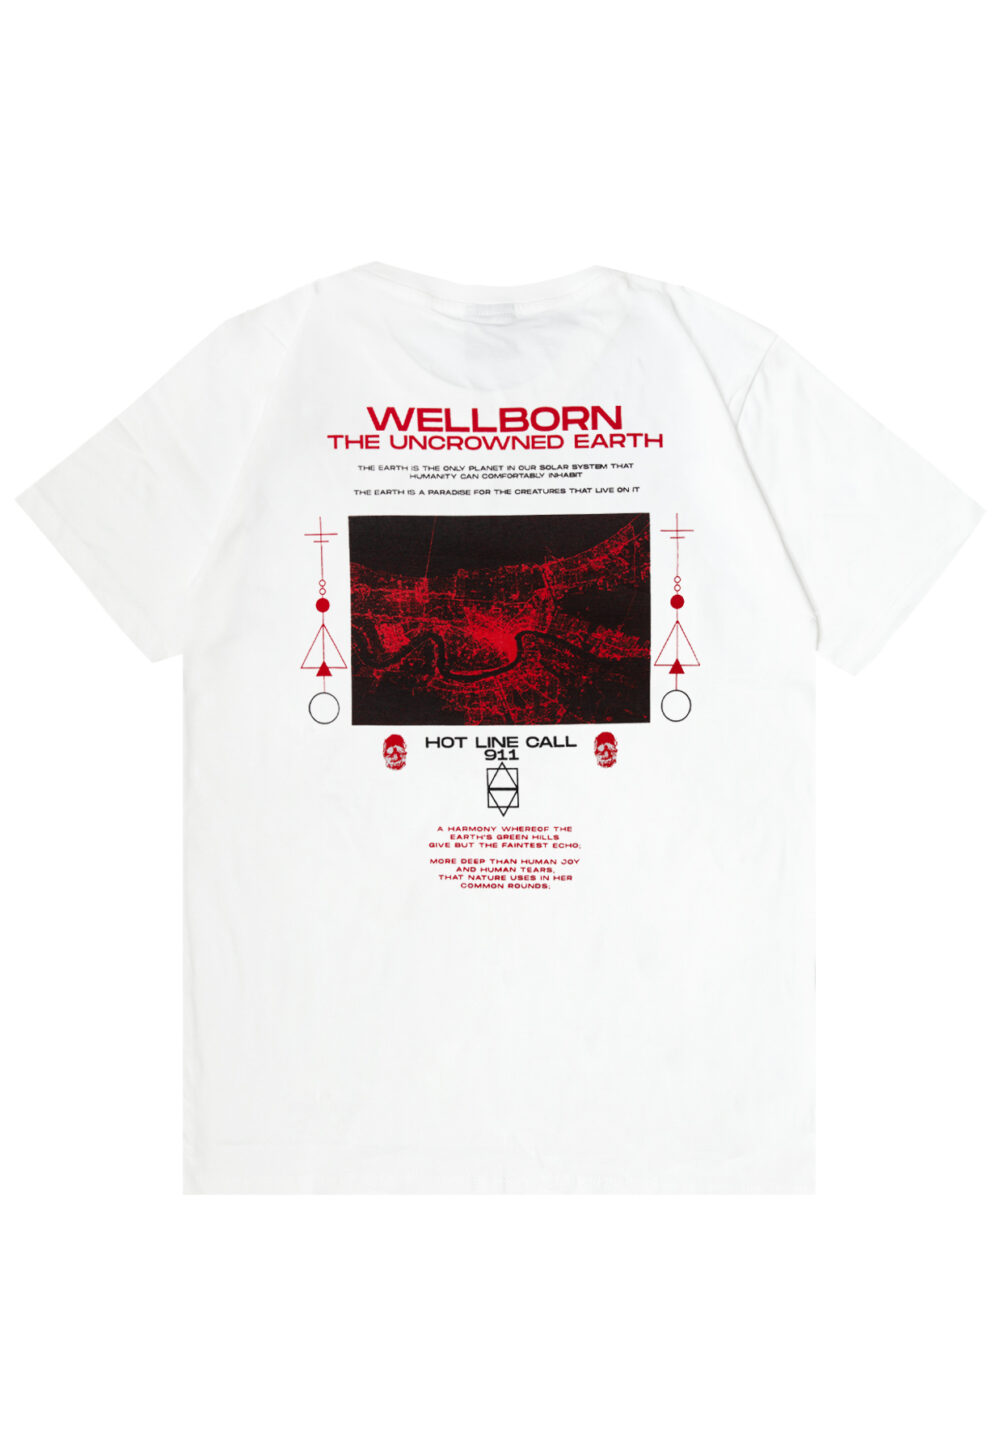 WELLBORN
THE UNCROWNED EARTH
THE EARTH IS THE ONLY PLANET IN OUR SOLAR SYSTEM THAT
HUMANITY CAN COMFORTABLY INHABIT
THE EARTH IS A PARADISE FOR THE CREATURES THAT LIVE ON IT
HOT LINE CALL
911
A HARMONY WHEREOF THE
EARTH'S GREEN HILLS
GIVE BUT THE FAINTEST ECHO;
MORE DEEP THAN HUMAN JOY
AND HUMAN TEARS,
THAT NATURE USES IN HER
COMMON ROUNDS;